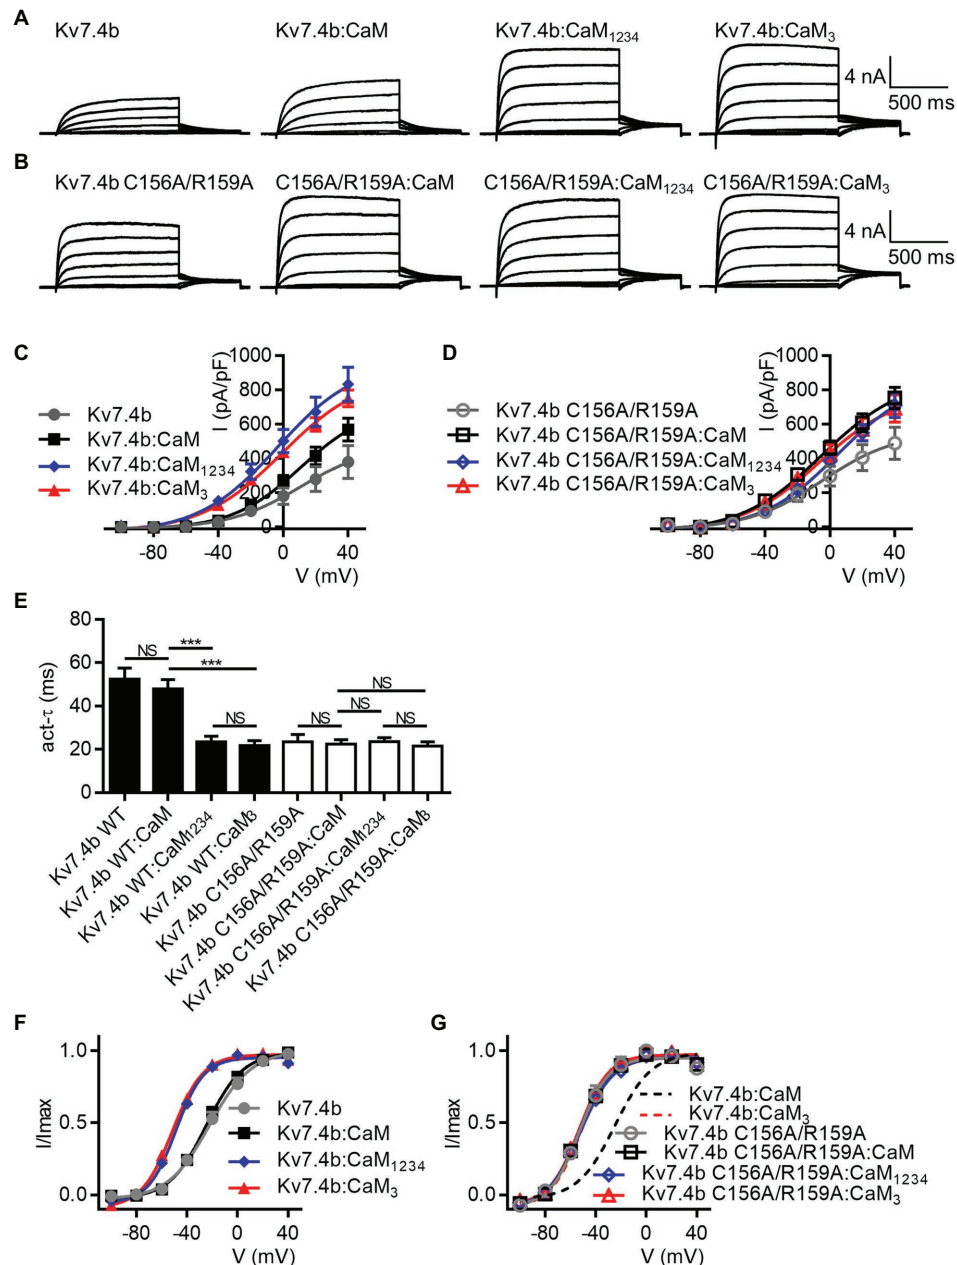 A
Kv7.4b
Kv7.4b:CaM
Kv7.4b:CaM1234
Kv7.4b:CaM3
4 nA
500 ms
B
Kv7.4b C156A/R159A
C156A/R159A:CaM
C156A/R159A:CaM1234
C156A/R159A:CaM3
4 nA
500 ms
C
I (pA/pF)
1000
800
600
400
200
0
-80
-40
0
40
V (mV)
Kv7.4b
Kv7.4b:CaM
Kv7.4b:CaM1234
Kv7.4b:CaM3
D
I (pA/pF)
1000
800
600
400
200
0
-80
-40
0
40
V (mV)
Kv7.4b C156A/R159A
Kv7.4b C156A/R159A:CaM
Kv7.4b C156A/R159A:CaM1234
Kv7.4b C156A/R159A:CaM3
E
act-τ (ms)
80
60
40
20
0
NS
***
***
NS
NS
NS
NS
NS
Kv7.4b WT
Kv7.4b WT:CaM
Kv7.4b WT:CaM1234
Kv7.4b WT:CaM3
Kv7.4b C156A/R159A
Kv7.4b C156A/R159A:CaM
Kv7.4b C156A/R159A:CaM1234
Kv7.4b C156A/R159A:CaM3
F
I/Imax
1.0
0.5
0.0
-80
-40
0
40
V (mV)
Kv7.4b
Kv7.4b:CaM
Kv7.4b:CaM1234
Kv7.4b:CaM3
G
I/Imax
1.0
0.5
0.0
-80
-40
0
40
V (mV)
Kv7.4b:CaM
Kv7.4b:CaM3
Kv7.4b C156A/R159A
Kv7.4b C156A/R159A:CaM
Kv7.4b C156A/R159A:CaM1234
Kv7.4b C156A/R159A:CaM3